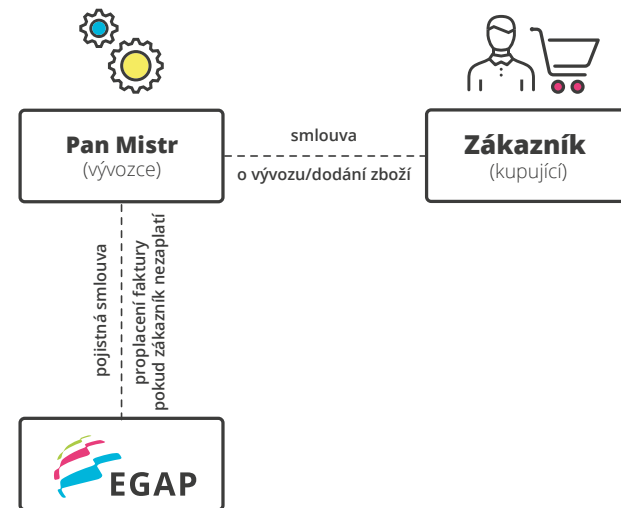 Pan Mistr
(vývozce)
smlouva
o vývozu/dodání zboží
Zákazník
(kupující)
pojistná smlouva
proplacení faktury
pokud zákazník nezaplatí
EGAP